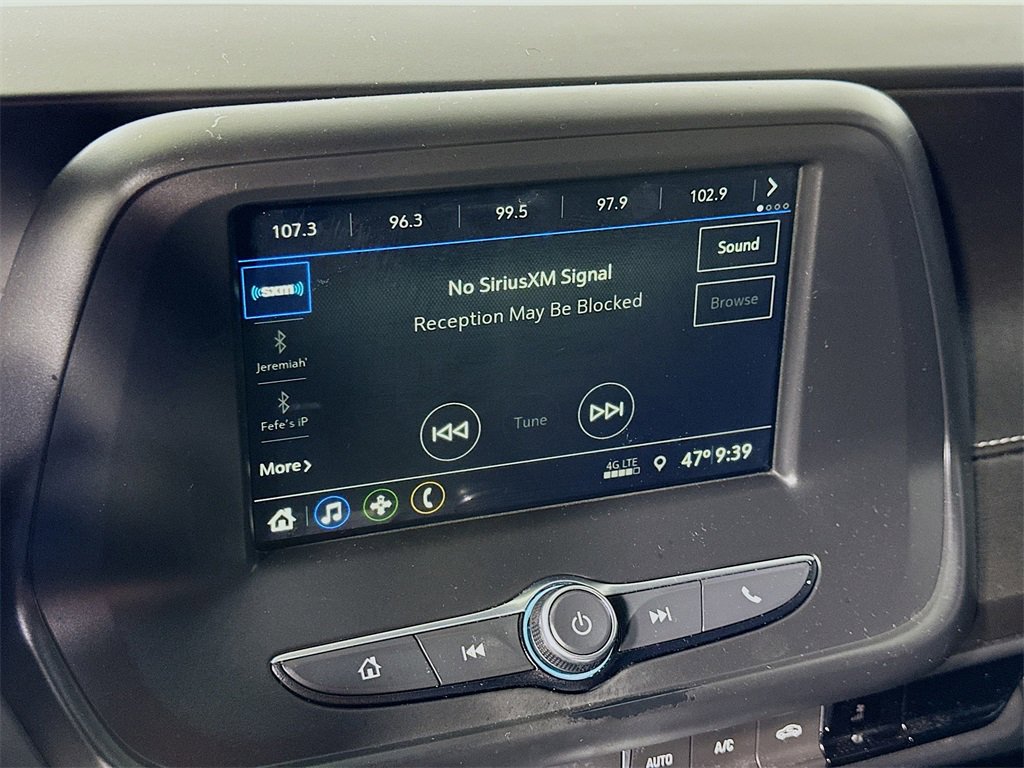 107.3 96.3 99.5 97.9 102.9
sxm
Sound
No SiriusXM Signal
Reception May Be Blocked
Browse
Jeremiah'
Fefe's iP
Tune
More
4G LTE
47° 9:39
AUTO
A/C